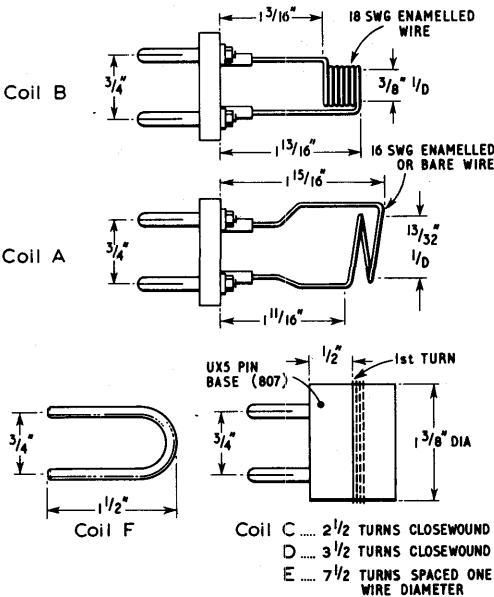 1 3/16"
18 SWG ENAMELLED
WIRE
Coil B
3/4"
3/8" I/D
1 13/16"
1 15/16"
16 SWG ENAMELLED
OR BARE WIRE
Coil A
3/4"
13/32"
I/D
1 11/16"
1/2"
1st TURN
UX5 PIN
BASE (807)
3/4"
3/4"
1 3/8" DIA
1 1/2"
Coil F
Coil C ..... 2 1/2 TURNS CLOSEWOUND
D ..... 3 1/2 TURNS CLOSEWOUND
E ..... 7 1/2 TURNS SPACED ONE
WIRE DIAMETER